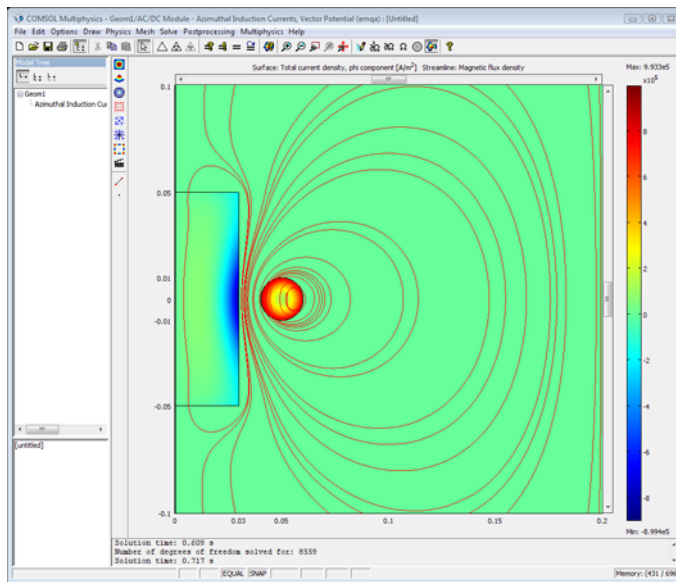 COMSOL Multiphysics - Geom1/AC/DC Module - Azimuthal Induction Currents, Vector Potential (emqa) : [Untitled]
File Edit Options Draw Physics Mesh Solve Postprocessing Multiphysics Help
Model Tree
Geom1
Azimuthal Induction Cur
[untitled]
Surface: Total current density, phi component [A/m²] Streamline: Magnetic flux density
Max: 9.933e5
×10⁵
0.1
0.05
0.01
0
-0.01
-0.05
-0.1
0
0.03
0.05
0.1
0.15
0.2
8
6
4
2
0
-2
-4
-6
-8
Min: -8.994e5
Solution time: 0.609 s
Number of degrees of freedom solved for: 8559
Solution time: 0.717 s
EQUAL SNAP
Memory: (431 / 696